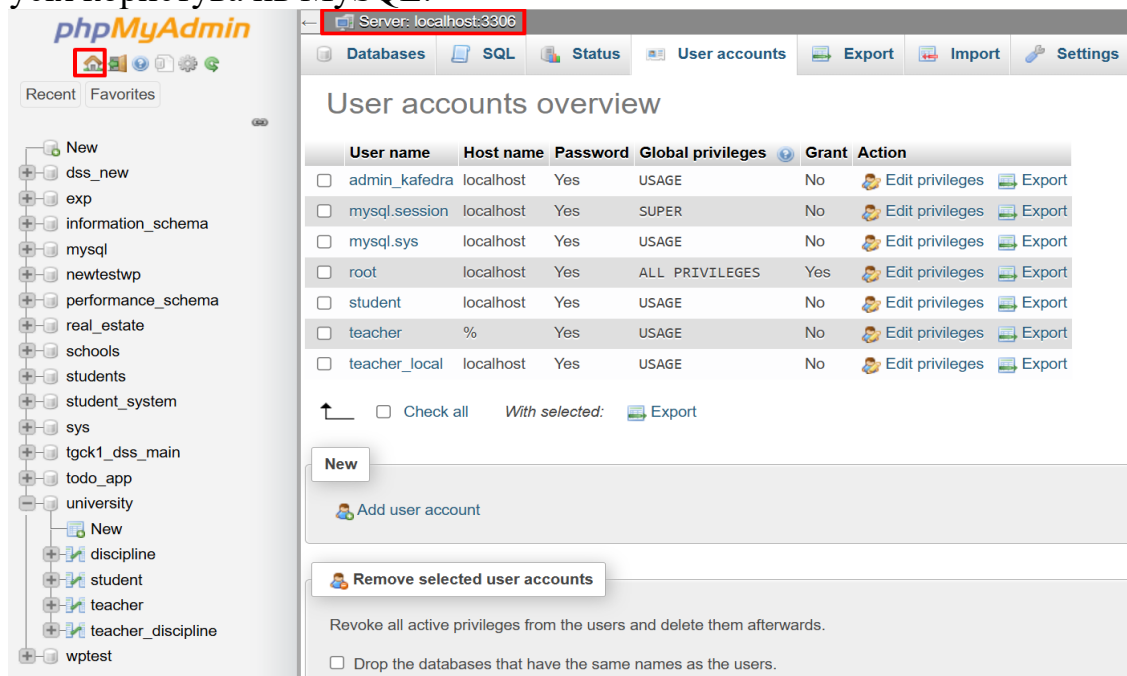 усіх користувачів MySQL.
phpMyAdmin
Recent Favorites
New
dss_new
exp
information_schema
mysql
newtestwp
performance_schema
real_estate
schools
students
student_system
sys
tgck1_dss_main
todo_app
university
New
discipline
student
teacher
teacher_discipline
wptest
Server: localhost:3306
Databases SQL Status User accounts Export Import Settings
User accounts overview
User name Host name Password Global privileges Grant Action
admin_kafedra localhost Yes USAGE No Edit privileges Export
mysql.session localhost Yes SUPER No Edit privileges Export
mysql.sys localhost Yes USAGE No Edit privileges Export
root localhost Yes ALL PRIVILEGES Yes Edit privileges Export
student localhost Yes USAGE No Edit privileges Export
teacher % Yes USAGE No Edit privileges Export
teacher_local localhost Yes USAGE No Edit privileges Export
Check all With selected: Export
New
Add user account
Remove selected user accounts
Revoke all active privileges from the users and delete them afterwards.
Drop the databases that have the same names as the users.